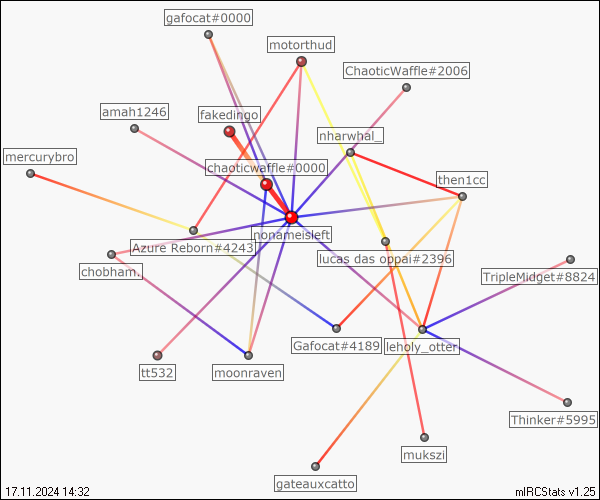 gafocat#0000
motorthud
ChaoticWaffle#2006
amah1246
fakedingo
nharwhal_
mercurybro
chaoticwaffle#0000
then1cc
nonameisleft
Azure Reborn#4243
lucas das oppai#2396
chobham.
TripleMidget#8824
Gafocat#4189
leholy_otter
tt532
moonraven
Thinker#5995
mukszi
gateauxcatto
17.11.2024 14:32
mIRCStats v1.25